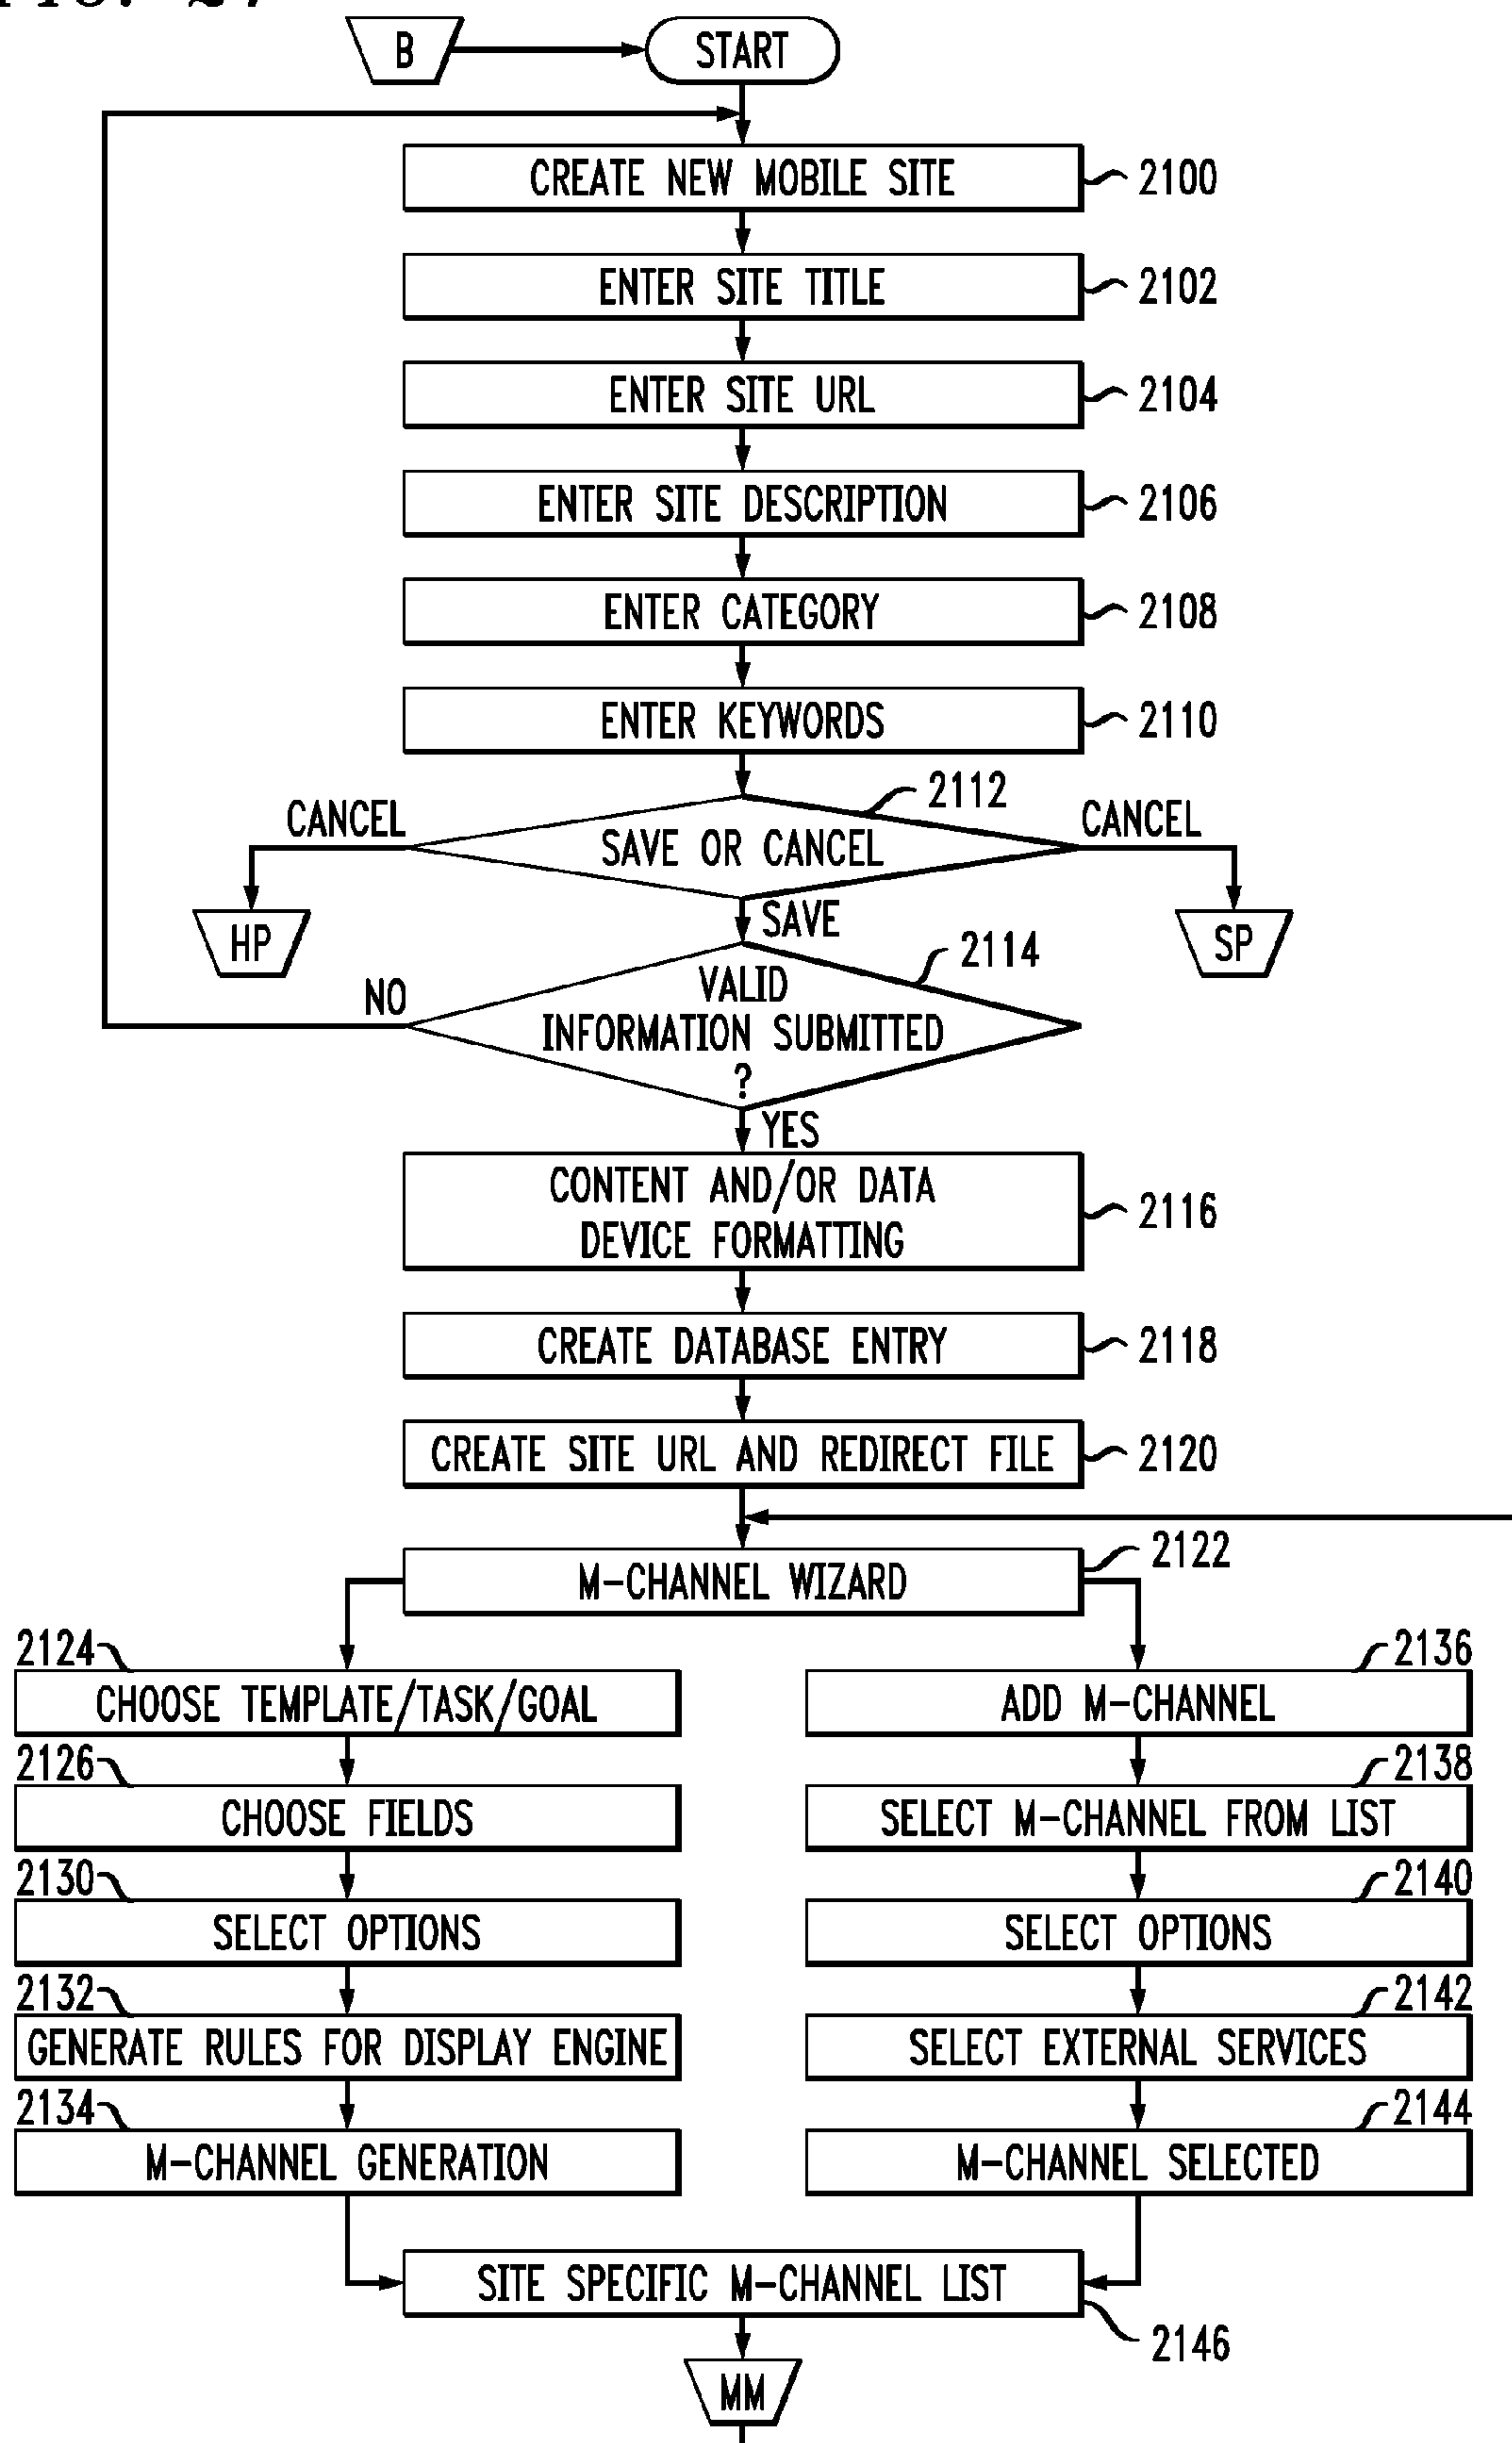 B
START
CREATE NEW MOBILE SITE
2100
ENTER SITE TITLE
2102
ENTER SITE URL
2104
ENTER SITE DESCRIPTION
2106
ENTER CATEGORY
2108
ENTER KEYWORDS
2110
2112
CANCEL
SAVE OR CANCEL
CANCEL
HP
SAVE
SP
2114
NO
VALID
INFORMATION SUBMITTED
?
YES
CONTENT AND/OR DATA
DEVICE FORMATTING
2116
CREATE DATABASE ENTRY
2118
CREATE SITE URL AND REDIRECT FILE
2120
M-CHANNEL WIZARD
2122
2124
CHOOSE TEMPLATE/TASK/GOAL
2126
CHOOSE FIELDS
2130
SELECT OPTIONS
2132
GENERATE RULES FOR DISPLAY ENGINE
2134
M-CHANNEL GENERATION
2136
ADD M-CHANNEL
2138
SELECT M-CHANNEL FROM LIST
2140
SELECT OPTIONS
2142
SELECT EXTERNAL SERVICES
2144
M-CHANNEL SELECTED
SITE SPECIFIC M-CHANNEL LIST
2146
MM